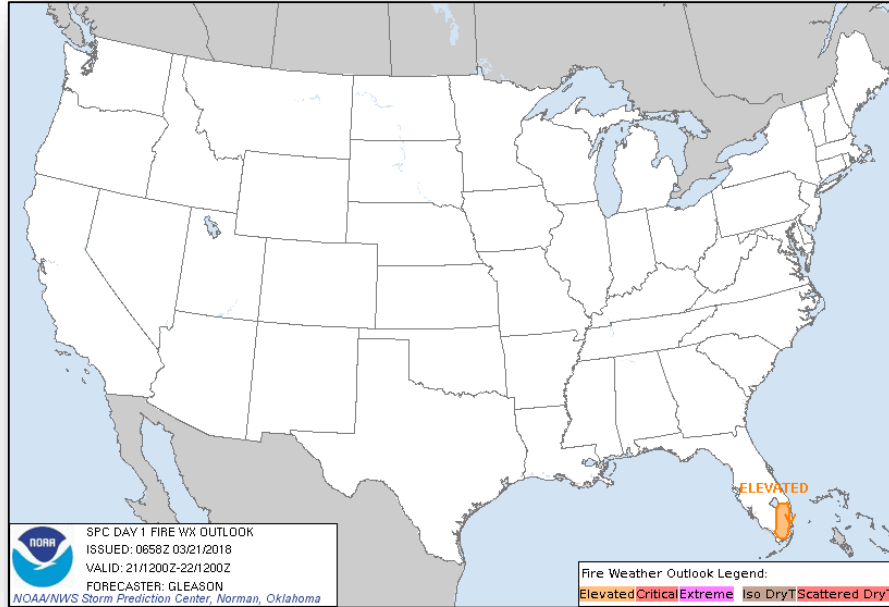 ELEVATED
SPC DAY 1 FIRE WX OUTLOOK
ISSUED: 0658Z 03/21/2018
VALID: 21/1200Z-22/1200Z
FORECASTER: GLEASON
NOAA/NWS Storm Prediction Center, Norman, Oklahoma
NOAA
Fire Weather Outlook Legend:
Elevated Critical Extreme Iso DryT Scattered Dry